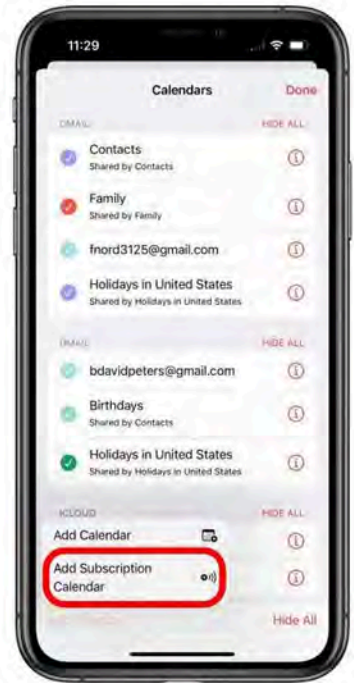 11:29
Calendars
Done
GMAIL
HIDE ALL
Contacts
Shared by Contacts
Family
Shared by Family
fnord3125@gmail.com
Holidays in United States
Shared by Holidays in United States
GMAIL
HIDE ALL
bdavidpeters@gmail.com
Birthdays
Shared by Contacts
Holidays in United States
Shared by Holidays in United States
ICLOUD
HIDE ALL
Add Calendar
Add Subscription
Calendar
Hide All